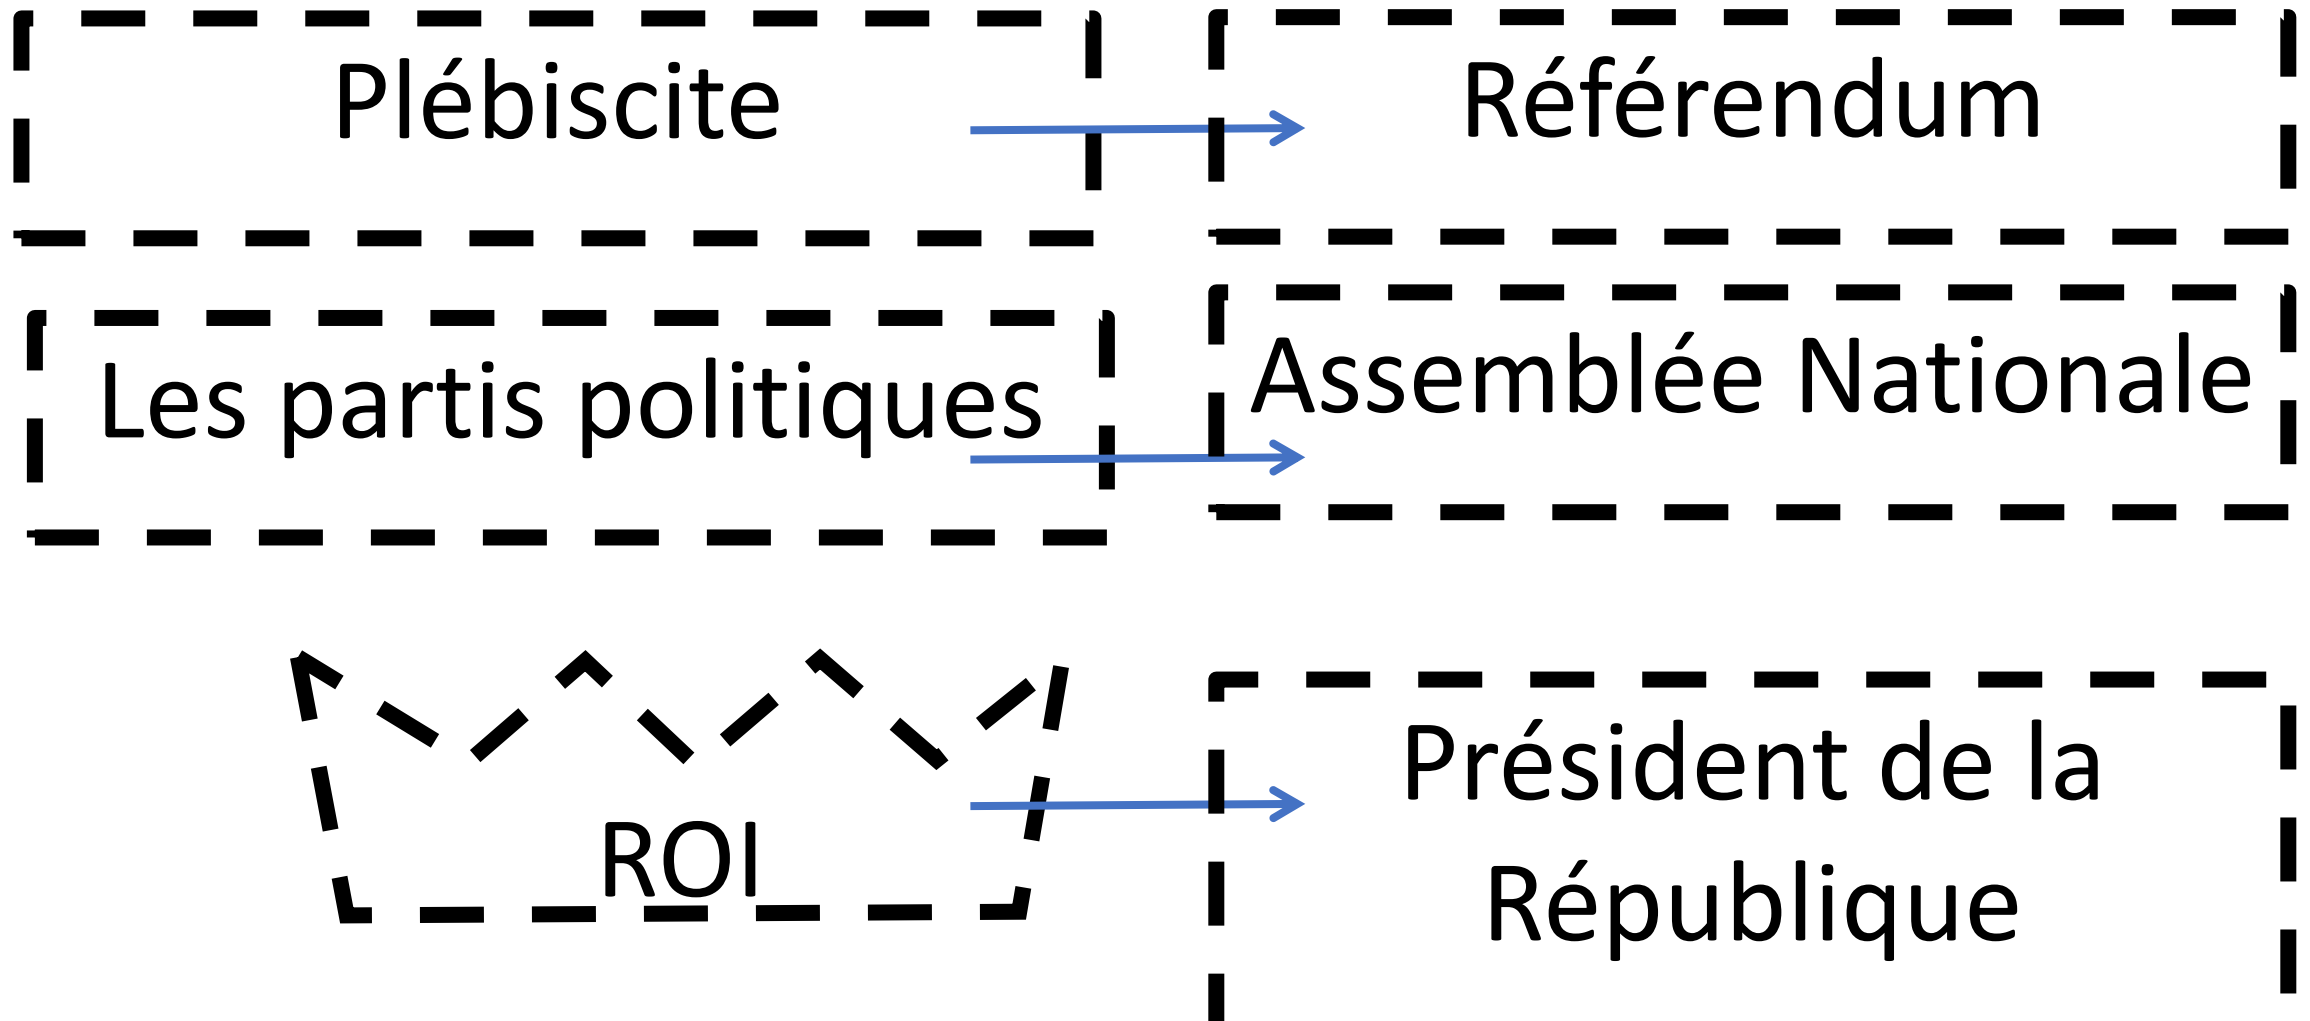 Plébiscite
Référendum
Les partis politiques
Assemblée Nationale
ROI
Président de la
République